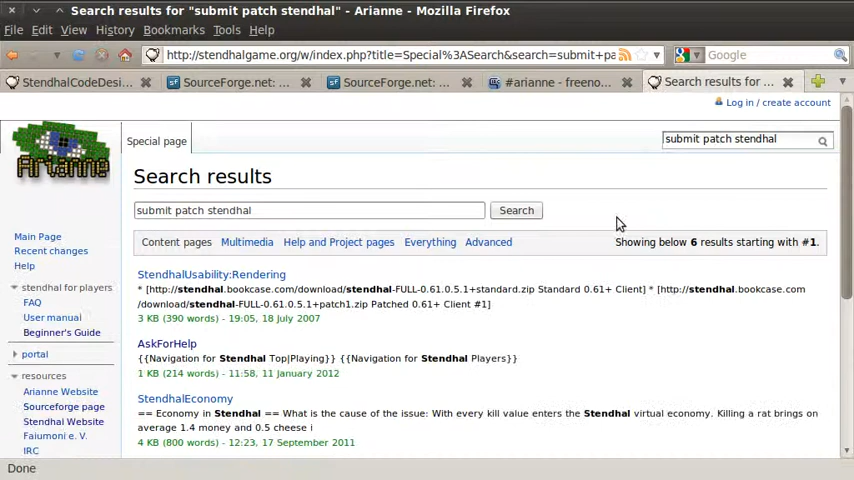 Search results for "submit patch stendhal" - Arianne - Mozilla Firefox
File Edit View History Bookmarks Tools Help
http://stendhalgame.org/w/index.php?title=Special%3ASearch&search=submit+pa
Google
StendhalCodeDesi...
SourceForge.net: ...
SourceForge.net: ...
#arianne - freeno...
Search results for ...
Log in / create account
Arianne
Special page
submit patch stendhal
Search results
submit patch stendhal
Search
Content pages Multimedia Help and Project pages Everything Advanced
Showing below 6 results starting with #1.
Main Page
Recent changes
Help
stendhal for players
FAQ
User manual
Beginner's Guide
portal
resources
Arianne Website
Sourceforge page
Stendhal Website
Faiumoni e. V.
IRC
StendhalUsability:Rendering
* [http://stendhal.bookcase.com/download/stendhal-FULL-0.61.0.5.1+standard.zip Standard 0.61+ Client] * [http://stendhal.bookcase.com
/download/stendhal-FULL-0.61.0.5.1+patch1.zip Patched 0.61+ Client #1]
3 KB (390 words) - 19:05, 18 July 2007
AskForHelp
{{Navigation for Stendhal Top|Playing}} {{Navigation for Stendhal Players}}
1 KB (214 words) - 11:58, 11 January 2012
StendhalEconomy
== Economy in Stendhal == What is the cause of the issue: With every kill value enters the Stendhal virtual economy. Killing a rat brings on
average 1.4 money and 0.5 cheese i
4 KB (800 words) - 12:23, 17 September 2011
Done